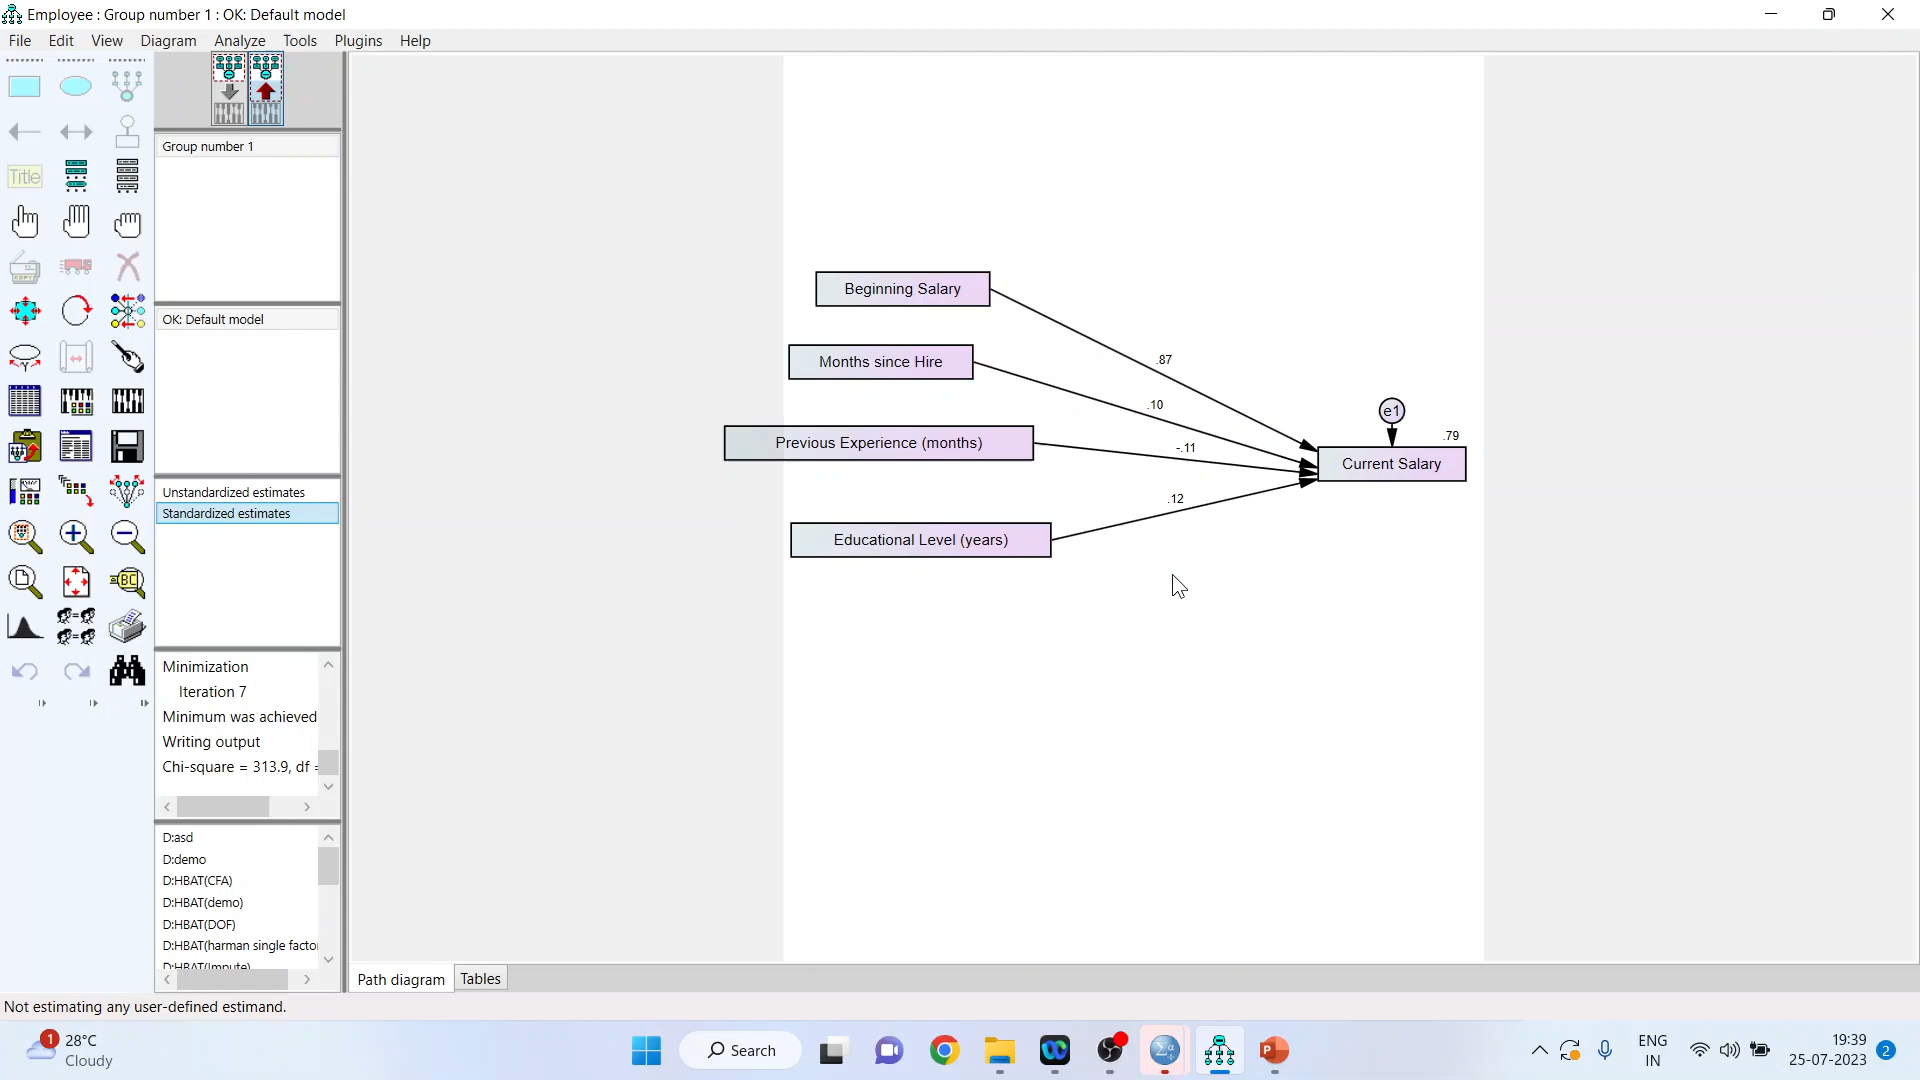 Employee : Group number 1 : OK: Default model
File Edit View Diagram Analyze Tools Plugins Help
Title
Group number 1
OK: Default model
Unstandardized estimates
Standardized estimates
Minimization
Iteration 7
Minimum was achieved
Writing output
Chi-square = 313.9, df =
D:asd
D:demo
D:HBAT(CFA)
D:HBAT(demo)
D:HBAT(DOF)
D:HBAT(harman single facto
D:HBAT(Impute)
Beginning Salary
Months since Hire
Previous Experience (months)
Educational Level (years)
.87
.10
-.11
.12
e1
.79
Current Salary
Path diagram Tables
Not estimating any user-defined estimand.
1
28°C
Cloudy
Search
ENG
IN
19:39
25-07-2023
2